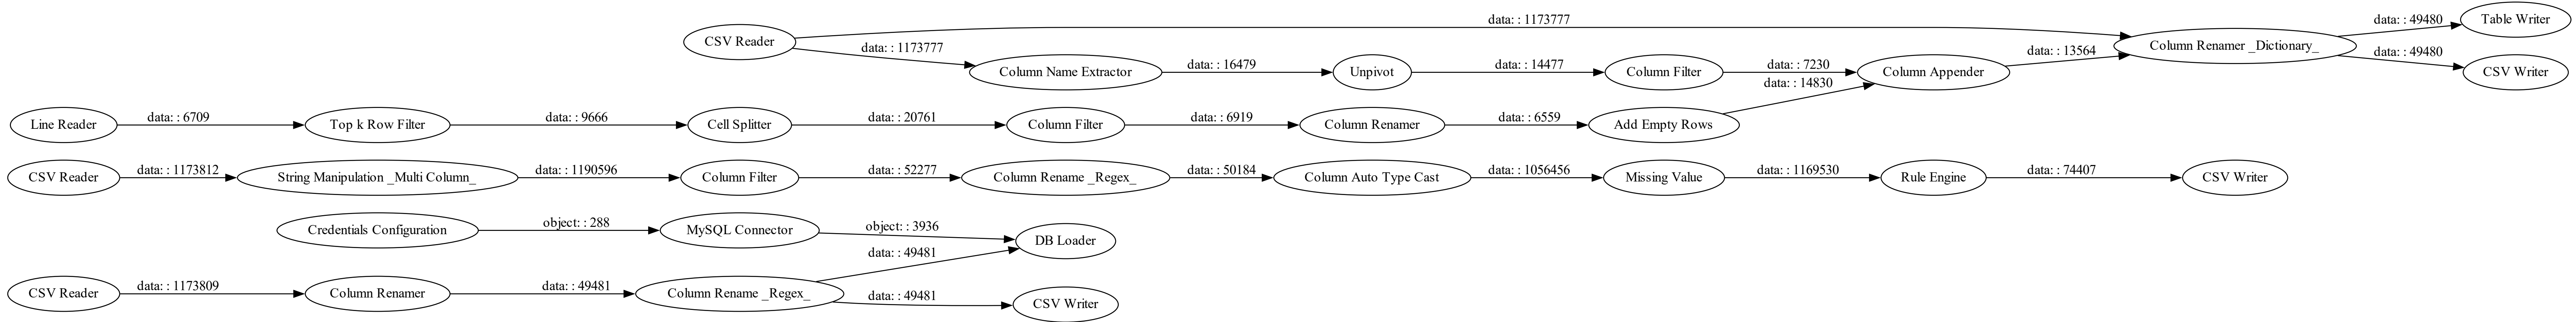 data: : 1173777
data: : 49480
Table Writer
CSV Reader
data: : 1173777
Column Renamer _Dictionary_
data: : 49480
data: : 13564
Column Name Extractor
data: : 16479
Unpivot
data: : 14477
Column Filter
data: : 7230
Column Appender
CSV Writer
data: : 14830
Line Reader
data: : 6709
Top k Row Filter
data: : 9666
Cell Splitter
data: : 20761
Column Filter
data: : 6919
Column Renamer
data: : 6559
Add Empty Rows
CSV Reader
data: : 1173812
String Manipulation _Multi Column_
data: : 1190596
Column Filter
data: : 52277
Column Rename _Regex_
data: : 50184
Column Auto Type Cast
data: : 1056456
Missing Value
data: : 1169530
Rule Engine
data: : 74407
CSV Writer
Credentials Configuration
object: : 288
MySQL Connector
object: : 3936
DB Loader
data: : 49481
CSV Reader
data: : 1173809
Column Renamer
data: : 49481
Column Rename _Regex_
data: : 49481
CSV Writer